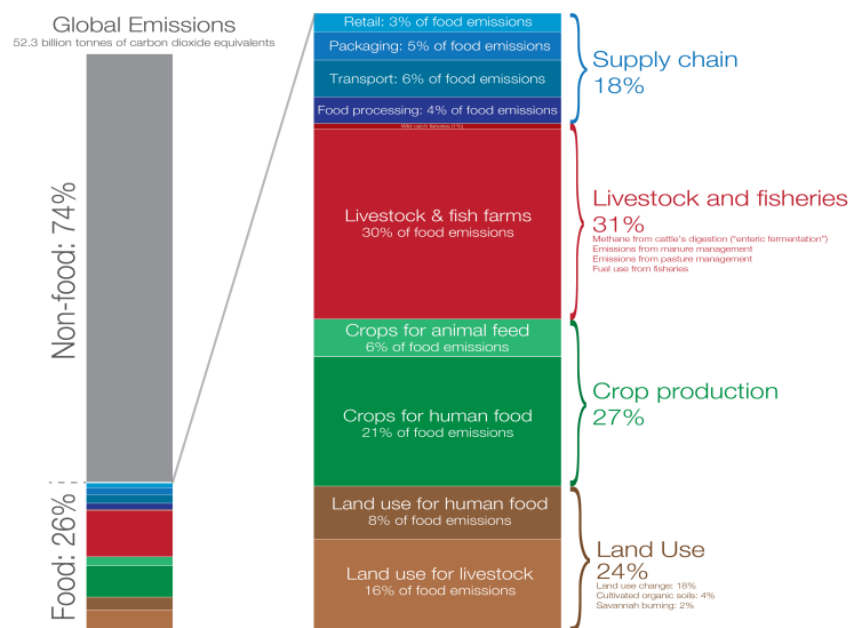 Global Emissions
52.3 billion tonnes of carbon dioxide equivalents
Non-food: 74%
Food: 26%
Retail: 3% of food emissions
Packaging: 5% of food emissions
Transport: 6% of food emissions
Food processing: 4% of food emissions
Wild catch fisheries (1%)
Livestock & fish farms
30% of food emissions
Crops for animal feed
6% of food emissions
Crops for human food
21% of food emissions
Land use for human food
8% of food emissions
Land use for livestock
16% of food emissions
Supply chain
18%
Livestock and fisheries
31%
Methane from cattle's digestion ("enteric fermentation")
Emissions from manure management
Emissions from pasture management
Fuel use from fisheries
Crop production
27%
Land Use
24%
Land use change: 18%
Cultivated organic soils: 4%
Savannah burning: 2%